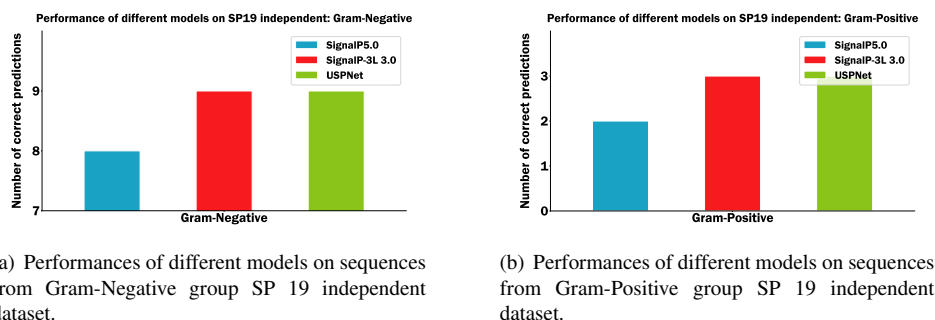 Performance of different models on SP19 independent: Gram-Negative
Number of correct predictions
9
8
7
SignalP5.0
SignalP-3L 3.0
USPNet
Gram-Negative
a) Performances of different models on sequences
rom Gram-Negative group SP 19 independent
dataset.
Performance of different models on SP19 independent: Gram-Positive
Number of correct predictions
3
2
1
0
SignalP5.0
SignalP-3L 3.0
USPNet
Gram-Positive
(b) Performances of different models on sequences
from Gram-Positive group SP 19 independent
dataset.